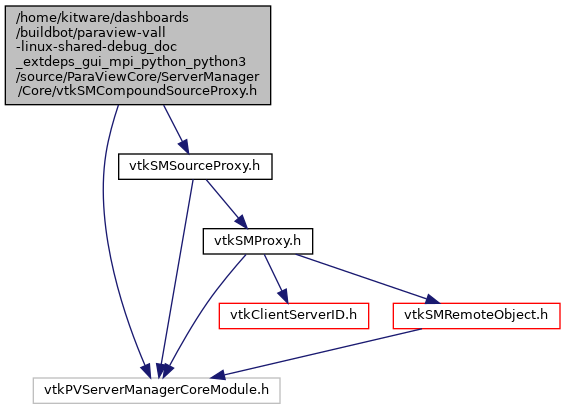 /home/kitware/dashboards
/buildbot/paraview-vall
-linux-shared-debug_doc
_extdeps_gui_mpi_python_python3
/source/ParaViewCore/ServerManager
/Core/vtkSMCompoundSourceProxy.h
vtkSMSourceProxy.h
vtkSMProxy.h
vtkClientServerID.h
vtkSMRemoteObject.h
vtkPVServerManagerCoreModule.h